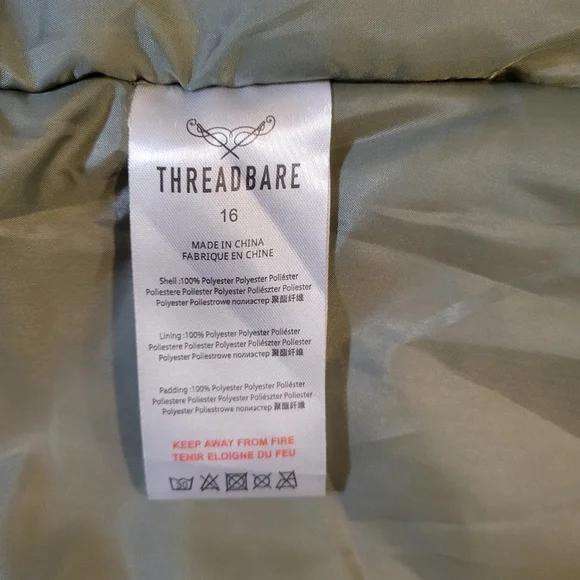 THREADBARE
16
MADE IN CHINA
FABRIQUE EN CHINE
Shell :100% Polyester Polyester Poliéster
Poliestere Poliester Polyester Poliészter Poliester
Polyester Poliestrowe полиэстер 聚酯纤维
Lining :100% Polyester Polyester Poliéster
Poliestere Poliester Polyester Poliészter Poliester
Polyester Poliestrowe полиэстер 聚酯纤维
Padding :100% Polyester Polyester Poliéster
Poliestere Poliester Polyester Poliészter Poliester
Polyester Poliestrowe полиэстер 聚酯纤维
KEEP AWAY FROM FIRE
TENIR ELOIGNE DU FEU